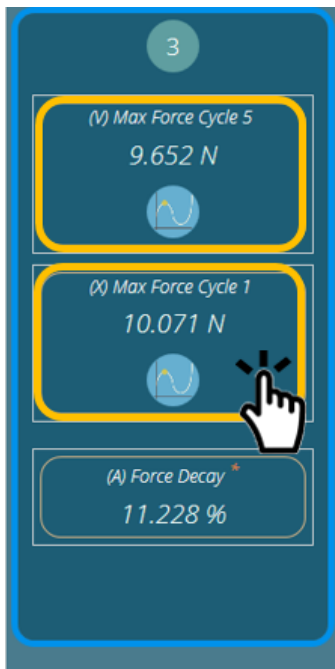 3
(V) Max Force Cycle 5
9.652 N
(X) Max Force Cycle 1
10.071 N
(A) Force Decay *
11.228 %